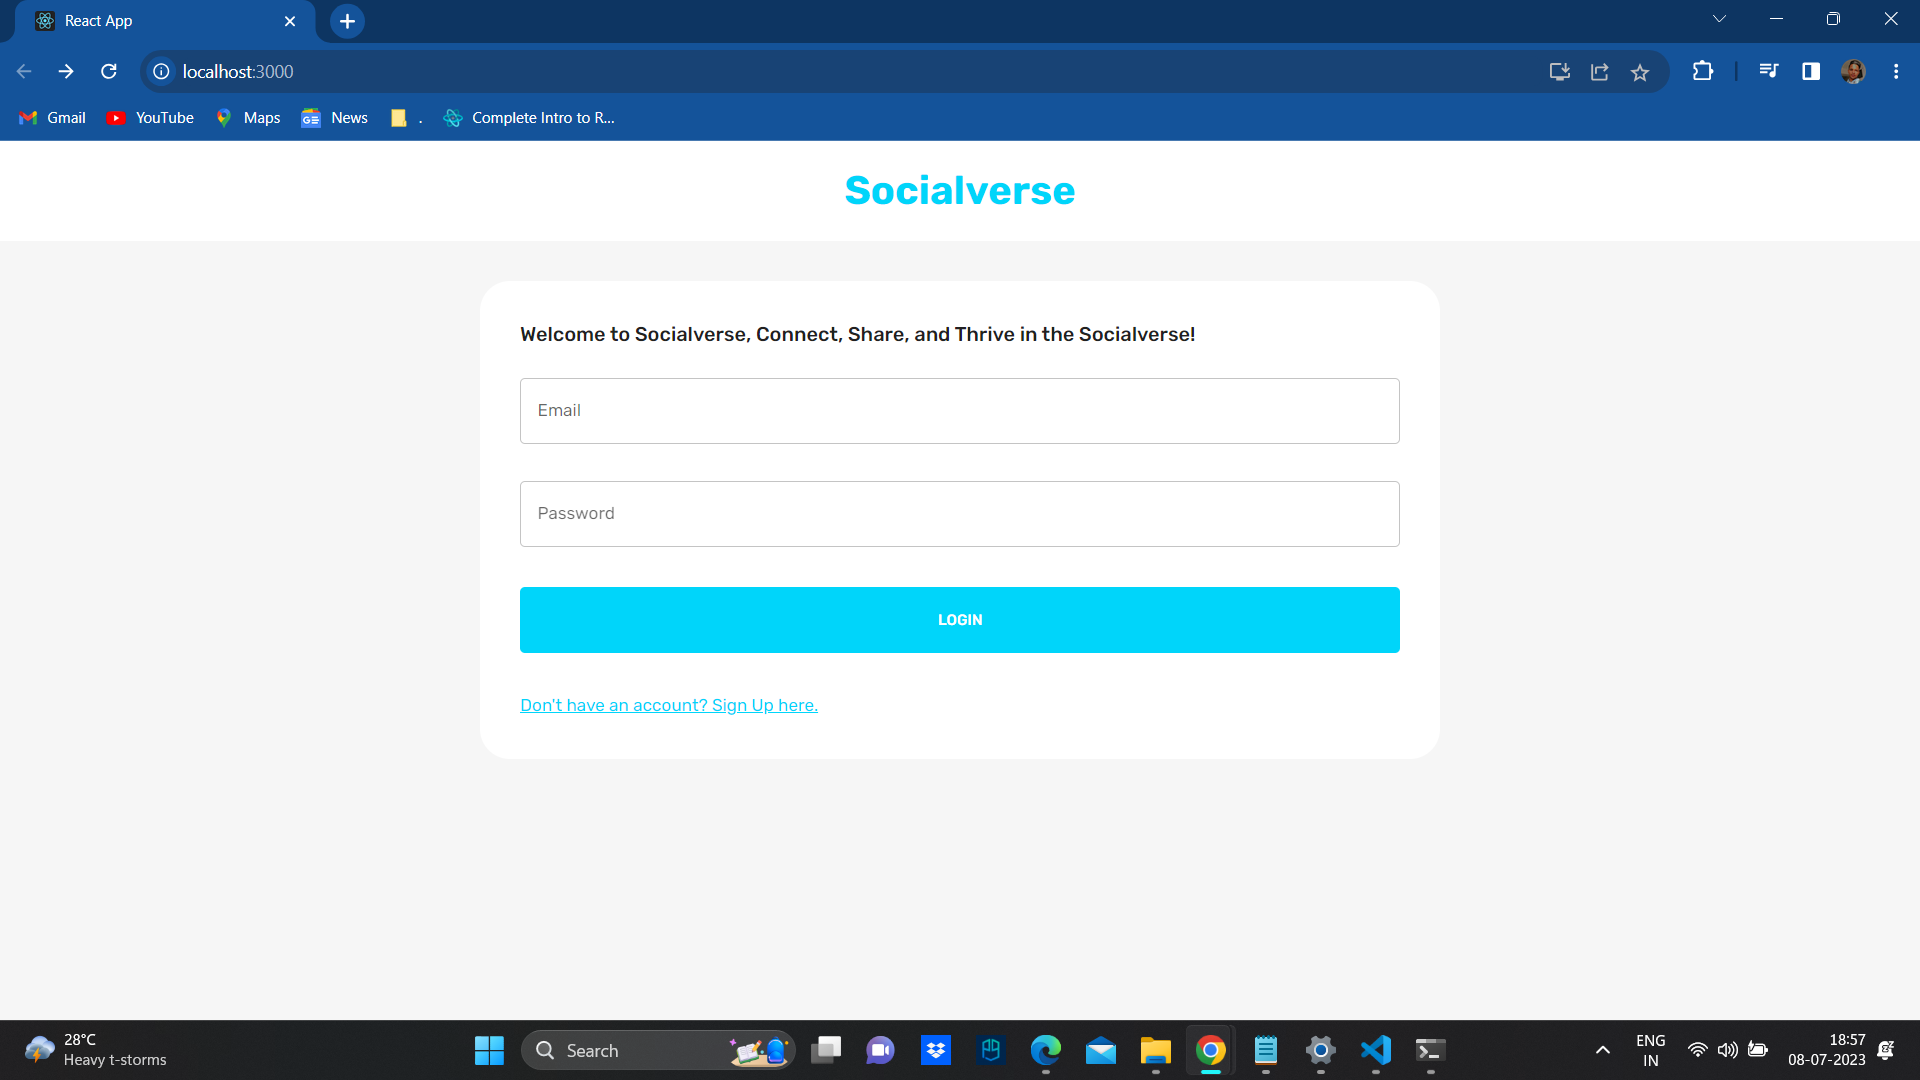 React App
localhost:3000
Gmail
YouTube
Maps
News
.
Complete Intro to R...
Socialverse
Welcome to Socialverse, Connect, Share, and Thrive in the Socialverse!
Email
Password
LOGIN
Don't have an account? Sign Up here.
28°C
Heavy t-storms
Search
ENG
IN
18:57
08-07-2023